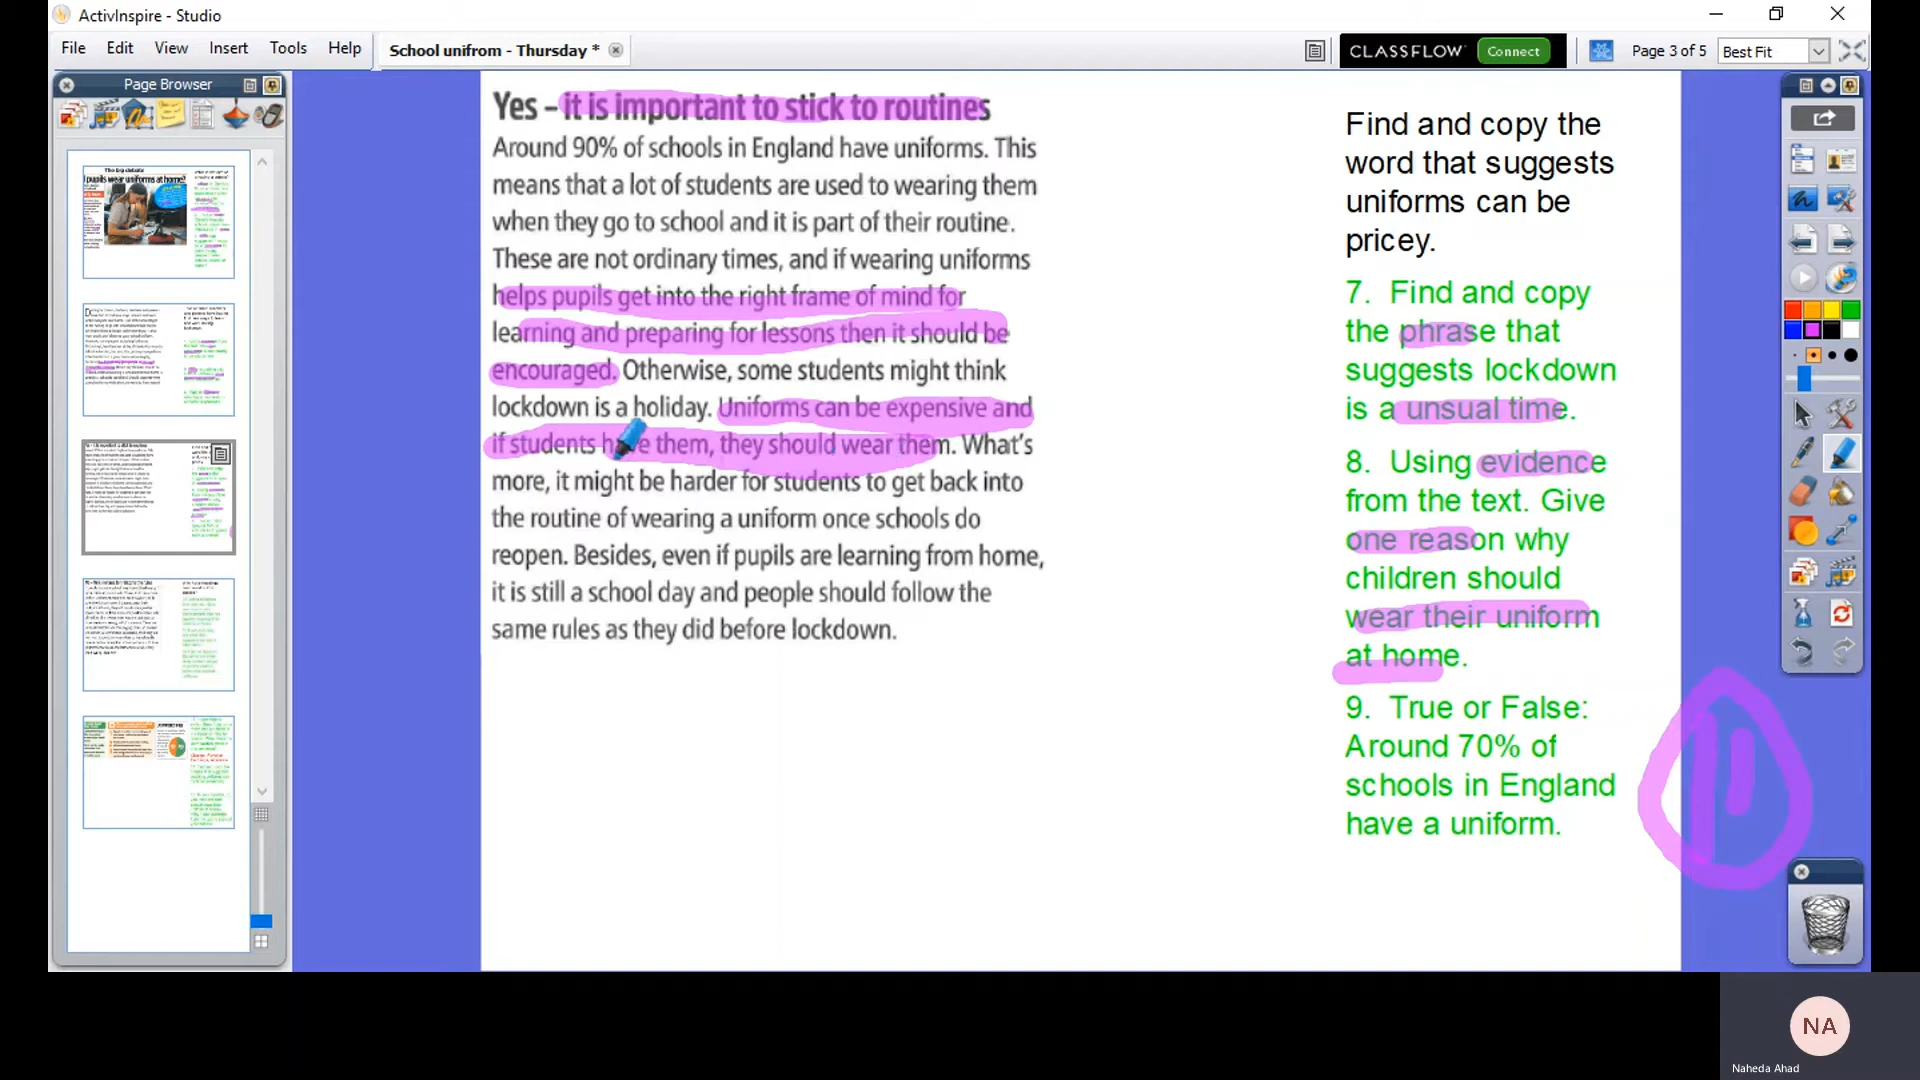 ActivInspire - Studio
File Edit View Insert Tools Help
School unifrom - Thursday *
CLASSFLOW Connect
Page 3 of 5
Best Fit
Page Browser
The big debate
l pupils wear uniforms at home?
Yes – it is important to stick to routines
Around 90% of schools in England have uniforms. This
means that a lot of students are used to wearing them
when they go to school and it is part of their routine.
These are not ordinary times, and if wearing uniforms
helps pupils get into the right frame of mind for
learning and preparing for lessons then it should be
encouraged. Otherwise, some students might think
lockdown is a holiday. Uniforms can be expensive and
if students have them, they should wear them. What's
more, it might be harder for students to get back into
the routine of wearing a uniform once schools do
reopen. Besides, even if pupils are learning from home,
it is still a school day and people should follow the
same rules as they did before lockdown.
Find and copy the
word that suggests
uniforms can be
pricey.
7. Find and copy
the phrase that
suggests lockdown
is a unsual time.
8. Using evidence
from the text. Give
one reason why
children should
wear their uniform
at home.
9. True or False:
Around 70% of
schools in England
have a uniform.
NA
Naheda Ahad